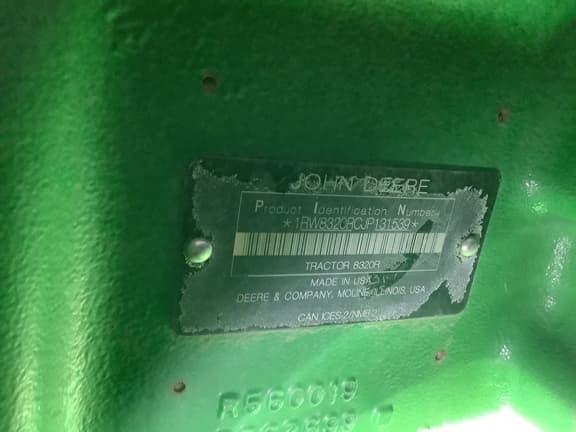 JOHN DEERE
Product Identification Number
*1RW8320RCJP131539*
TRACTOR 8320R
MADE IN USA
DEERE & COMPANY, MOLINE, ILLINOIS, USA
CAN ICES-2/NMB-2
R560019